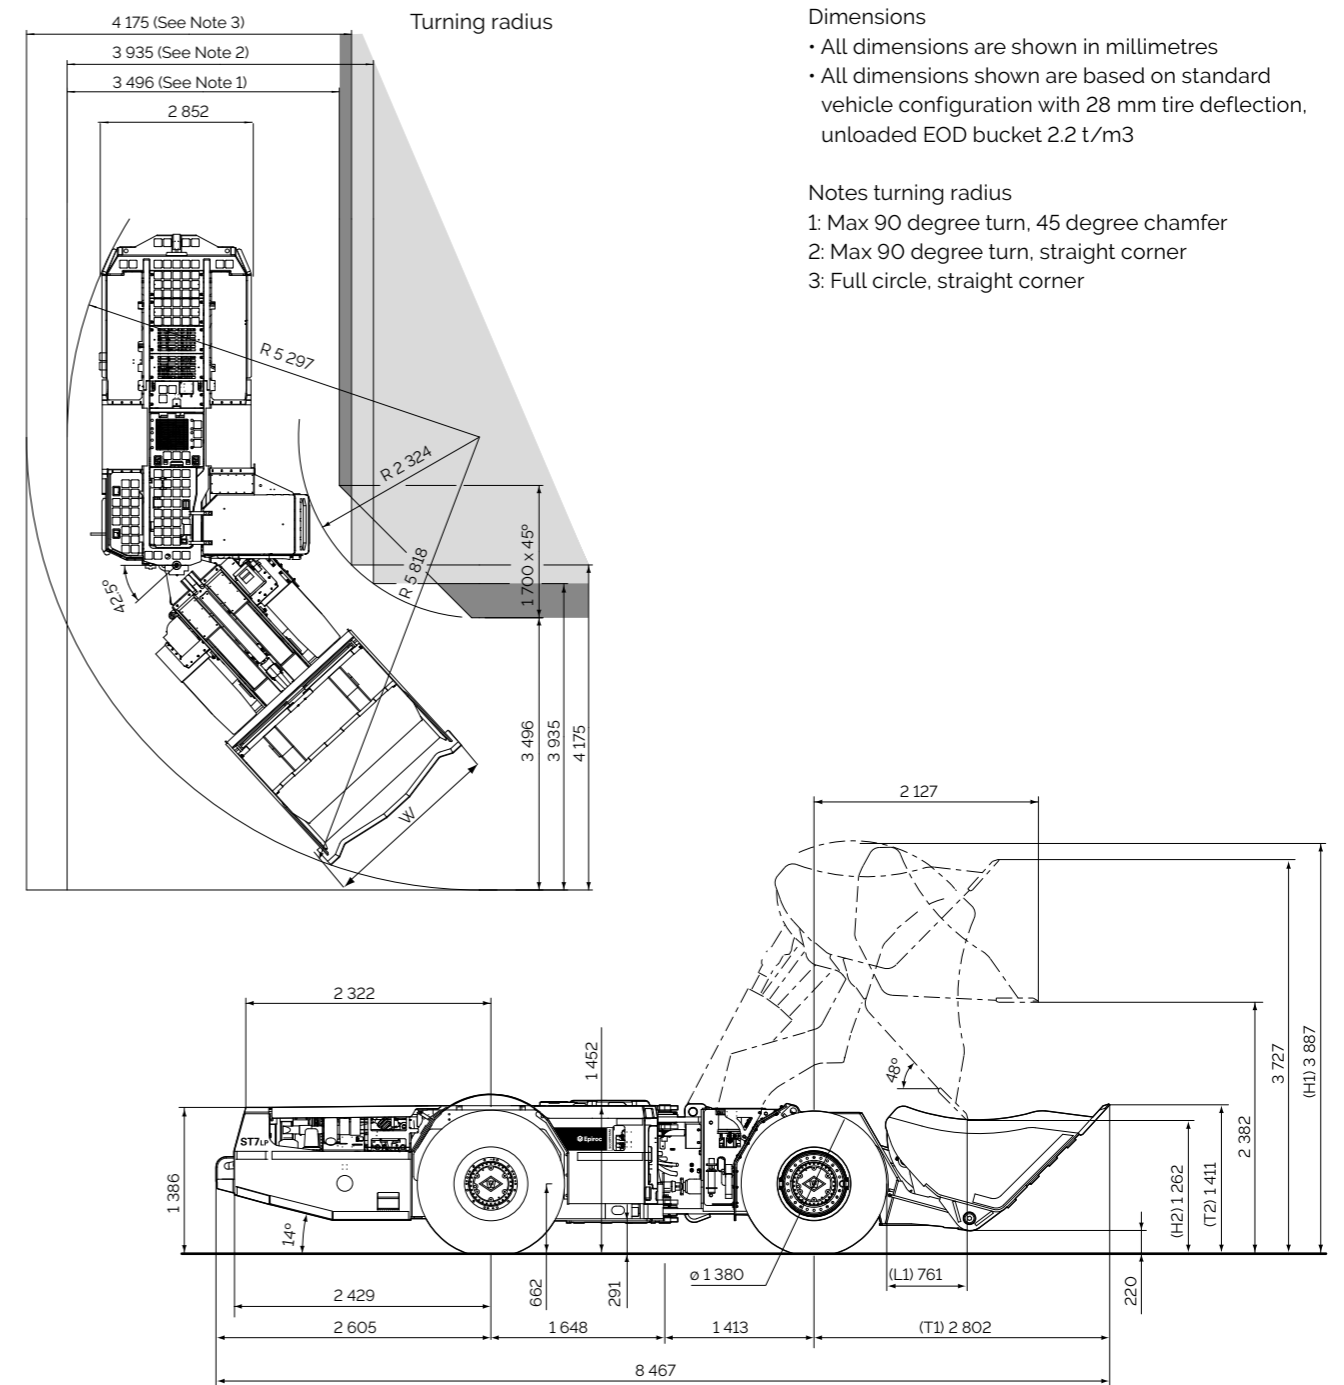 4 175 (See Note 3)
Turning radius
3 935 (See Note 2)
3 496 (See Note 1)
2 852
Dimensions
• All dimensions are shown in millimetres
• All dimensions shown are based on standard
vehicle configuration with 28 mm tire deflection,
unloaded EOD bucket 2.2 t/m3
Notes turning radius
1: Max 90 degree turn, 45 degree chamfer
2: Max 90 degree turn, straight corner
3: Full circle, straight corner
R 5 297
R 2 324
R 5 818
1 700 x 45°
42.5°
W
3 496
3 935
4 175
2 127
2 322
1 452
48°
3 727
(H1) 3 887
2 382
ST7LP
Epiroc
1 386
14°
(H2) 1 262
(T2) 1 411
662
291
ø 1 380
(L1) 761
220
2 429
2 605
1 648
1 413
(T1) 2 802
8 467